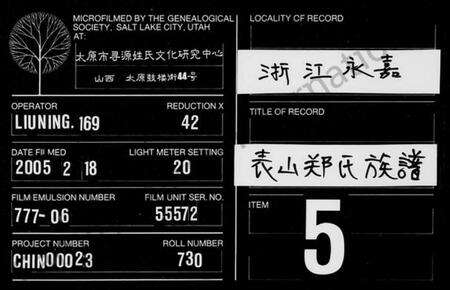 MICROFILMED BY THE GENEALOGICAL
SOCIETY, SALT LAKE CITY, UTAH
AT:
太原市寻源姓氏文化研究中心
山西 太原鼓楼街44号
OPERATOR
LIUNING. 169
REDUCTION X
42
DATE FILMED
2005 2 18
LIGHT METER SETTING
20
FILM EMULSION NUMBER
777-06
FILM UNIT SER. NO.
55572
PROJECT NUMBER
CHIN00023
ROLL NUMBER
730
LOCALITY OF RECORD
浙江永嘉
TITLE OF RECORD
表山郑氏族譜
ITEM
5